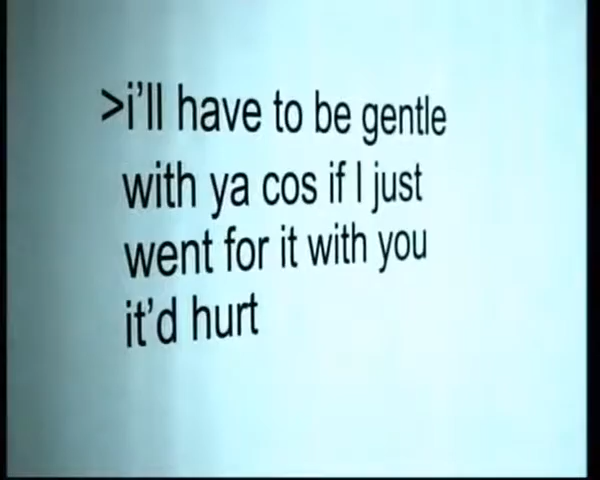 >i'll have to be gentle
with ya cos if I just
went for it with you
it'd hurt